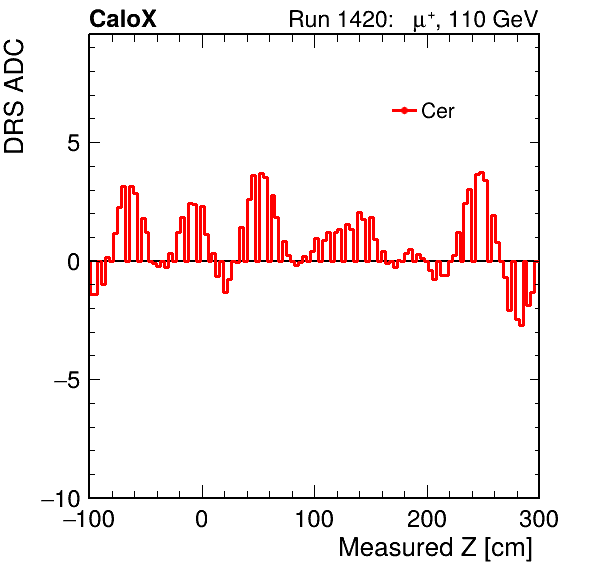 CaloX Run 1420: μ⁺, 110 GeV
DRS ADC
Cer
5
0
−5
−10
−100 0 100 200 300
Measured Z [cm]